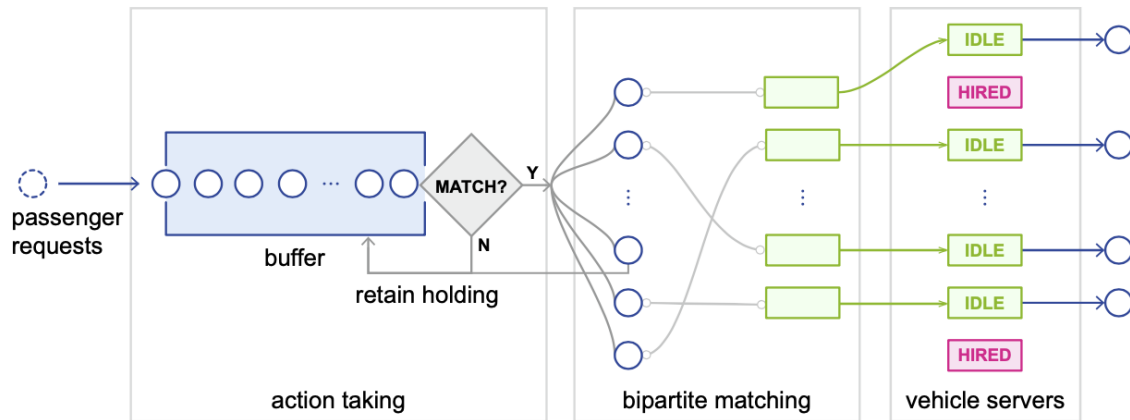 passenger
requests
...
buffer
MATCH?
Y
N
retain holding
action taking
...
...
bipartite matching
IDLE
HIRED
IDLE
...
IDLE
IDLE
HIRED
vehicle servers